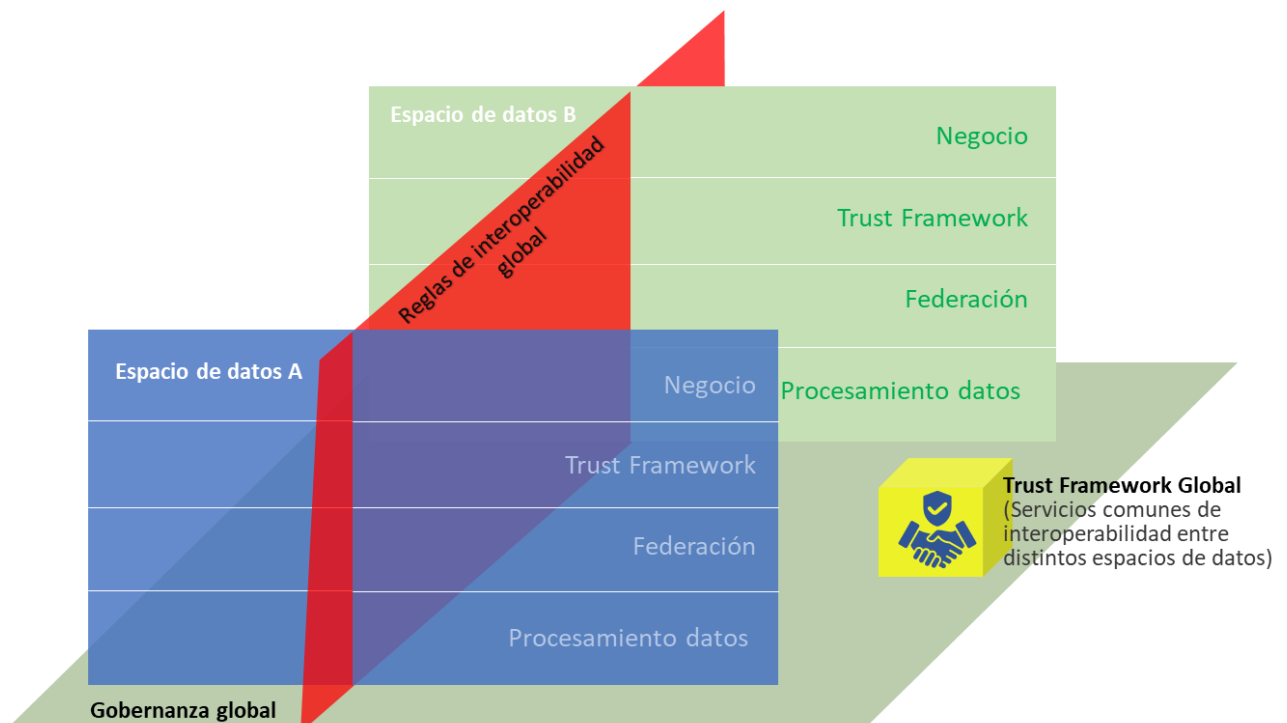 Espacio de datos B
Negocio
Trust Framework
Federación
Procesamiento datos
Reglas de interoperabilidad
global
Espacio de datos A
Negocio
Trust Framework
Federación
Procesamiento datos
Trust Framework Global
(Servicios comunes de
interoperabilidad entre
distintos espacios de datos)
Gobernanza global